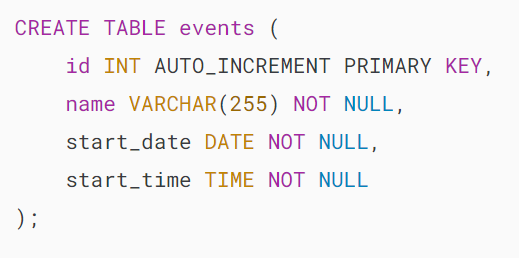 CREATE TABLE events (
    id INT AUTO_INCREMENT PRIMARY KEY,
    name VARCHAR(255) NOT NULL,
    start_date DATE NOT NULL,
    start_time TIME NOT NULL
);